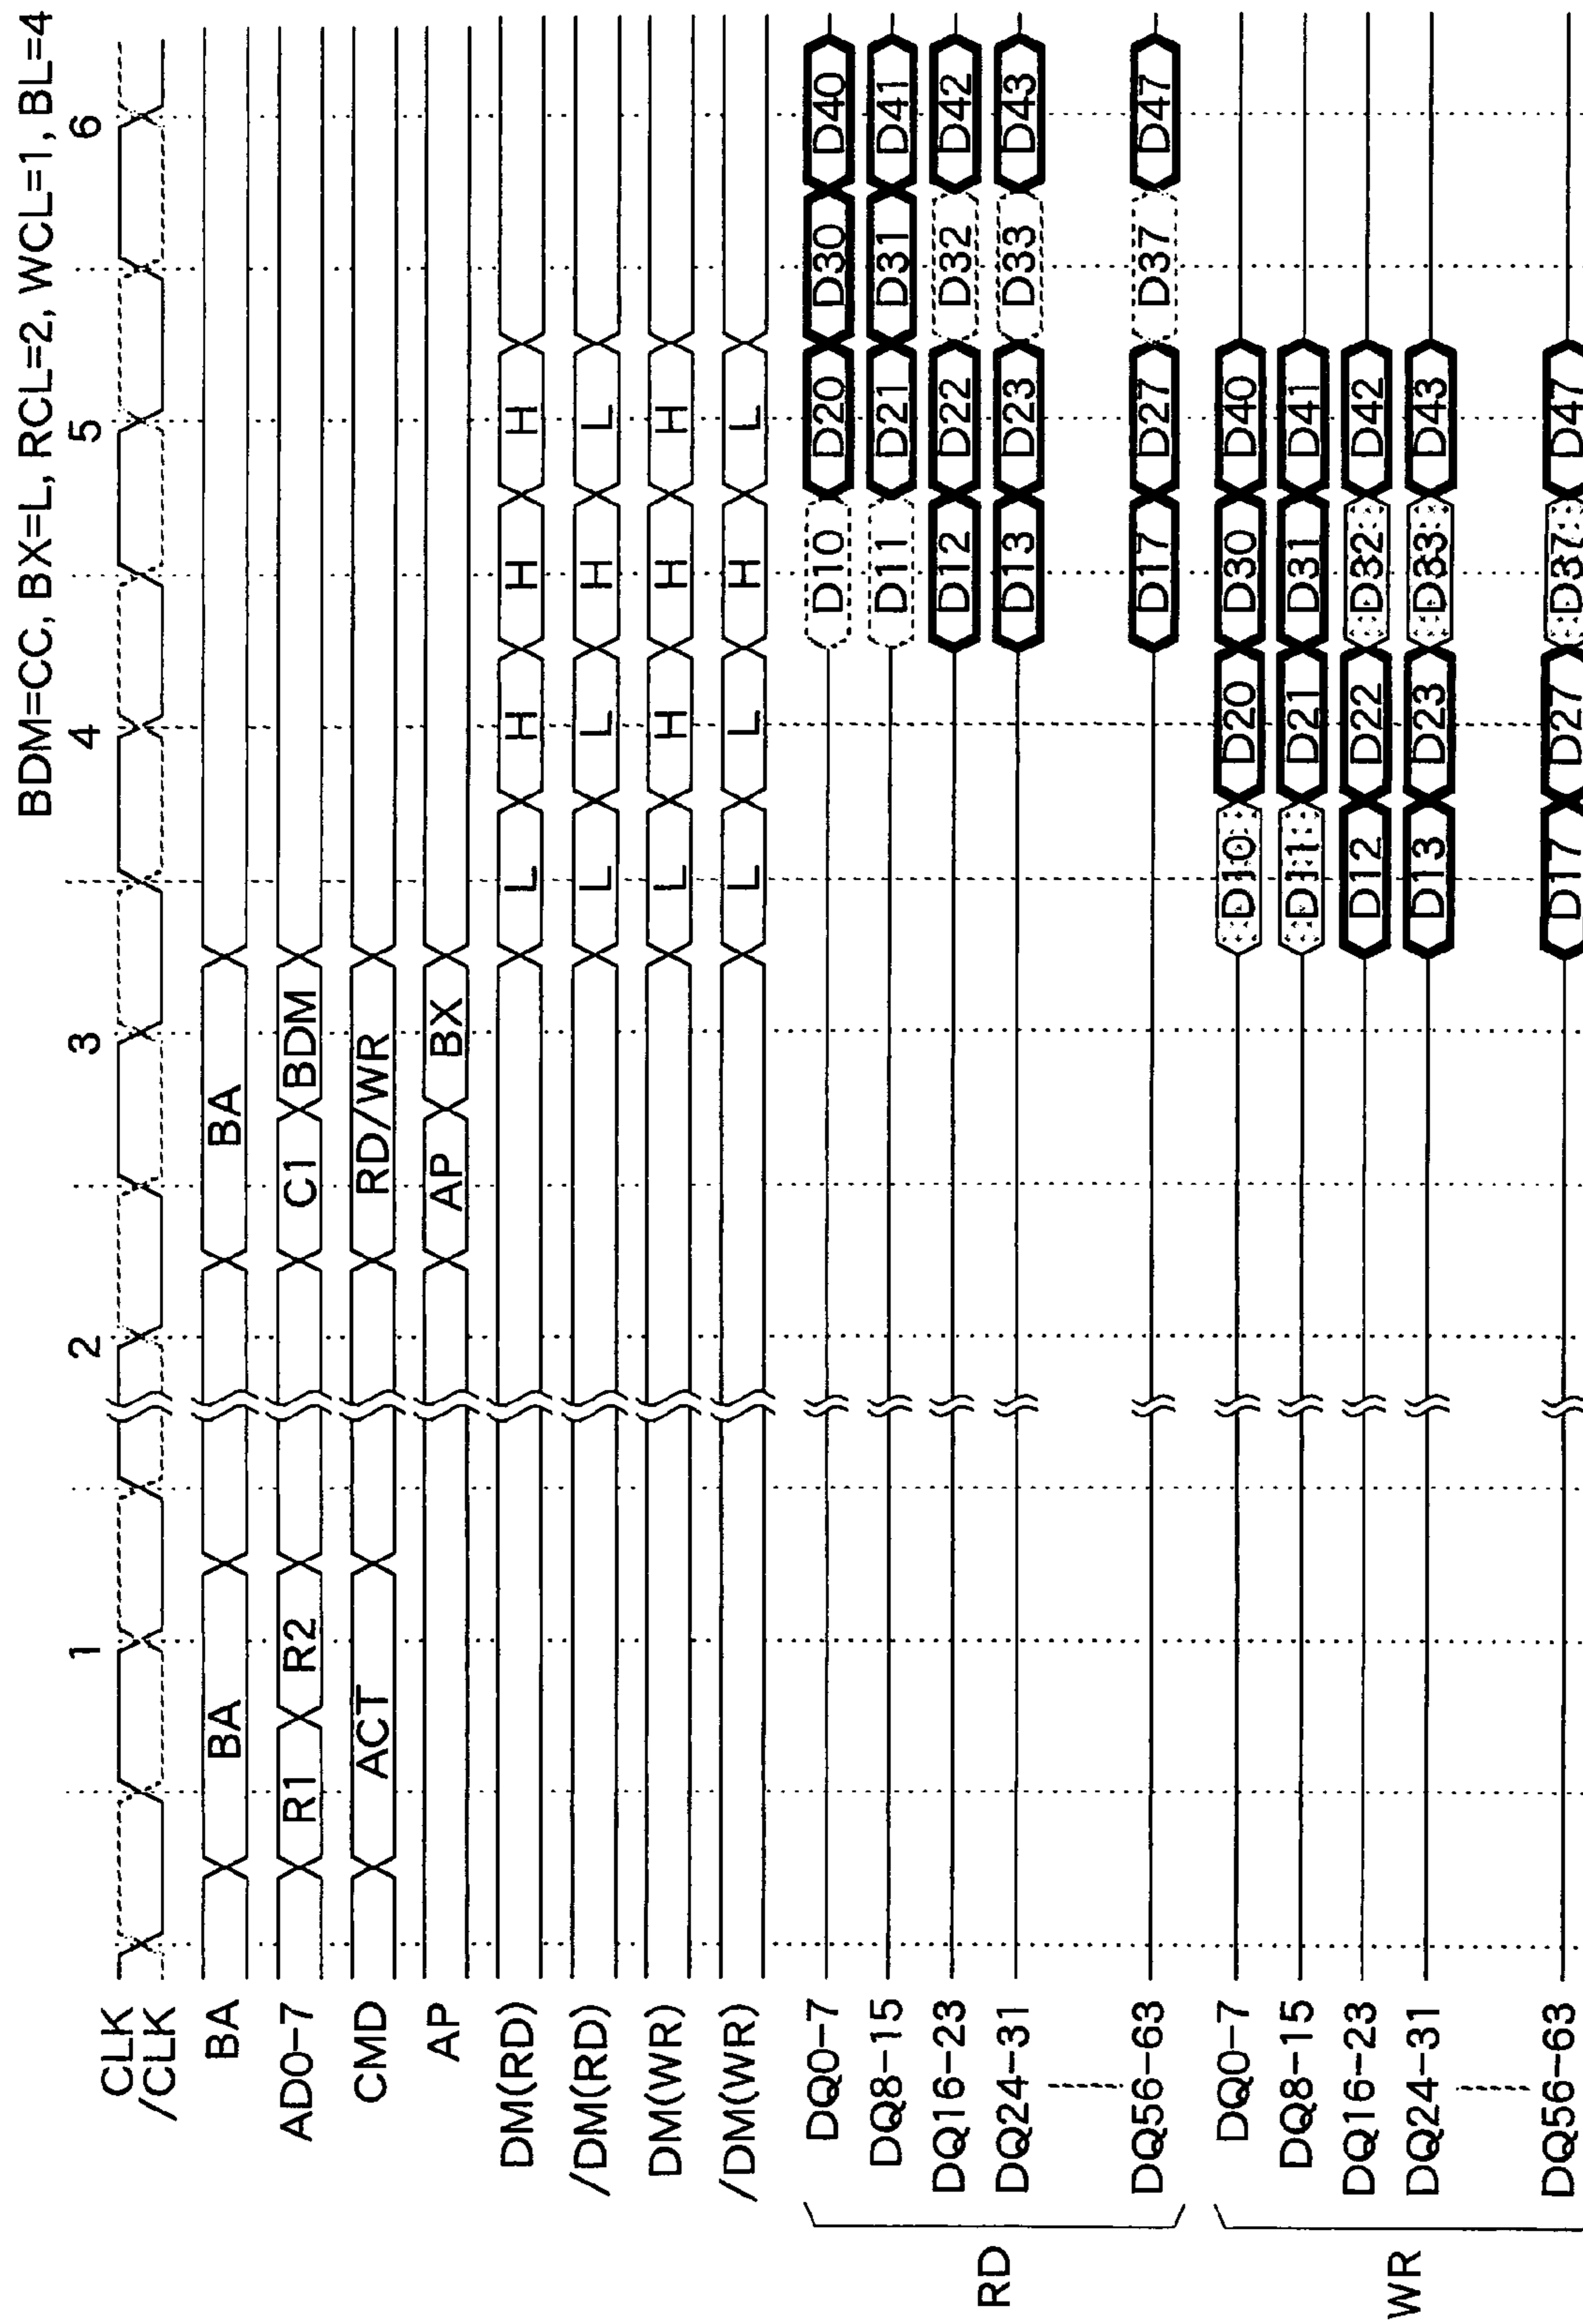 BDM=CC, BX=L, RCL=2, WCL=1, BL=4
1 2 3 4 5 6
CLK
/CLK
BA BA BA
AD0-7 R1 R2 C1 BDM
CMD ACT RD/WR
AP AP BX
DM(RD) L H H H
/DM(RD) L L H L
DM(WR) L H H H
/DM(WR) L L H L
RD
DQ0-7 D10 D20 D30 D40
DQ8-15 D11 D21 D31 D41
DQ16-23 D12 D22 D32 D42
DQ24-31 D13 D23 D33 D43
DQ56-63 D17 D27 D37 D47
WR
DQ0-7 D10 D20 D30 D40
DQ8-15 D11 D21 D31 D41
DQ16-23 D12 D22 D32 D42
DQ24-31 D13 D23 D33 D43
DQ56-63 D17 D27 D37 D47